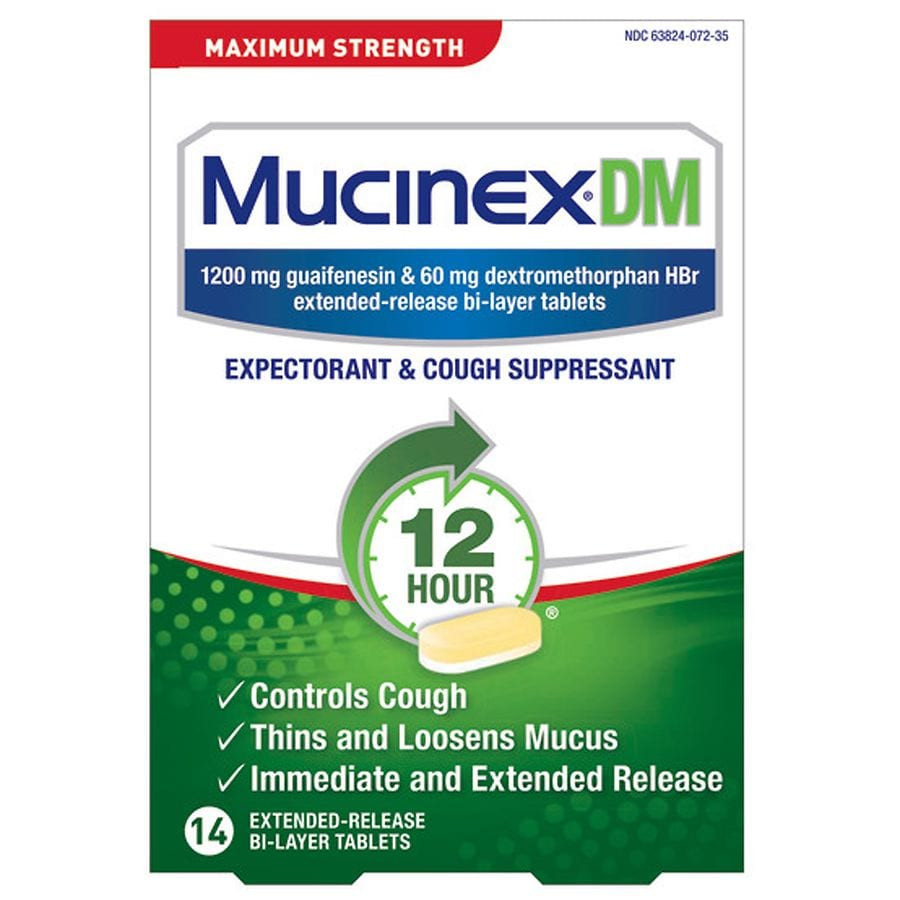 MAXIMUM STRENGTH
NDC 63824-072-35
Mucinex® DM
1200 mg guaifenesin & 60 mg dextromethorphan HBr
extended-release bi-layer tablets
EXPECTORANT & COUGH SUPPRESSANT
12
HOUR
®
✓ Controls Cough
✓ Thins and Loosens Mucus
✓ Immediate and Extended Release
14 EXTENDED-RELEASE
BI-LAYER TABLETS